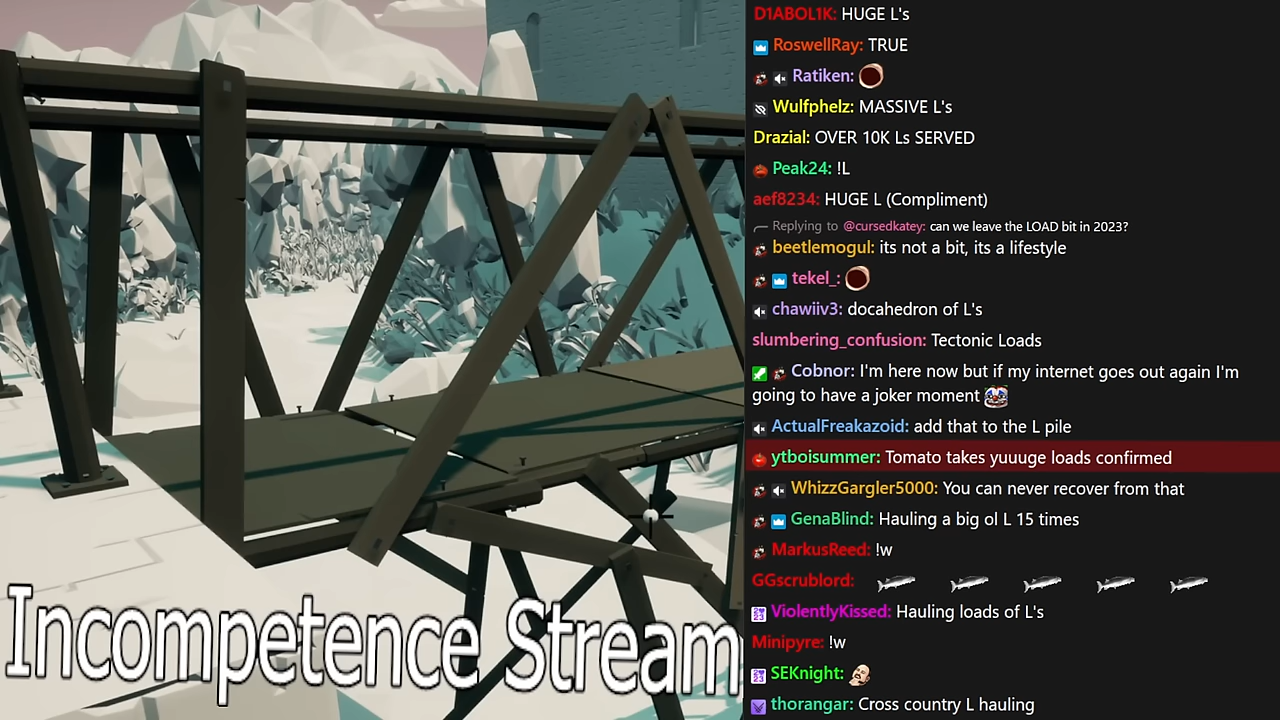 D1ABOL1K: HUGE L's
RoswellRay: TRUE
Ratiken:
Wulfphelz: MASSIVE L's
Drazial: OVER 10K Ls SERVED
Peak24: !L
aef8234: HUGE L (Compliment)
Replying to @cursedkatey: can we leave the LOAD bit in 2023?
beetlemogul: its not a bit, its a lifestyle
tekel_:
chawiiv3: docahedron of L's
slumbering_confusion: Tectonic Loads
Cobnor: I'm here now but if my internet goes out again I'm
going to have a joker moment
ActualFreakazoid: add that to the L pile
ytboisummer: Tomato takes yuuuge loads confirmed
WhizzGargler5000: You can never recover from that
GenaBlind: Hauling a big ol L 15 times
MarkusReed: !w
GGscrublord:
ViolentlyKissed: Hauling loads of L's
Minipyre: !w
SEKnight:
thorangar: Cross country L hauling
Incompetence Stream